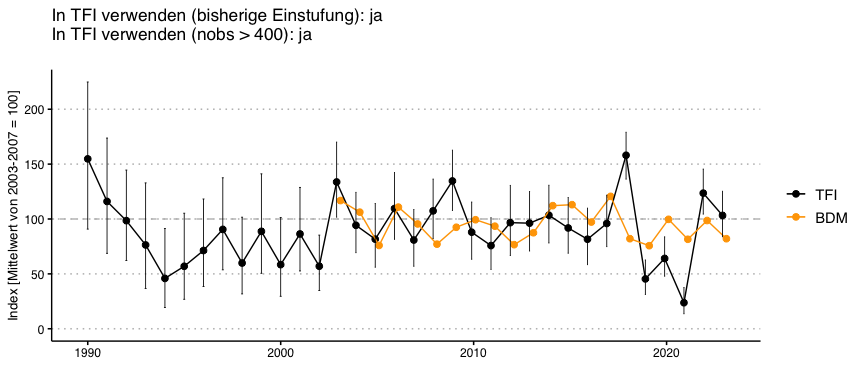 In TFI verwenden (bisherige Einstufung): ja
In TFI verwenden (nobs > 400): ja
Index [Mittelwert von 2003-2007 = 100]
200
150
100
50
0
1990
2000
2010
2020
TFI
BDM